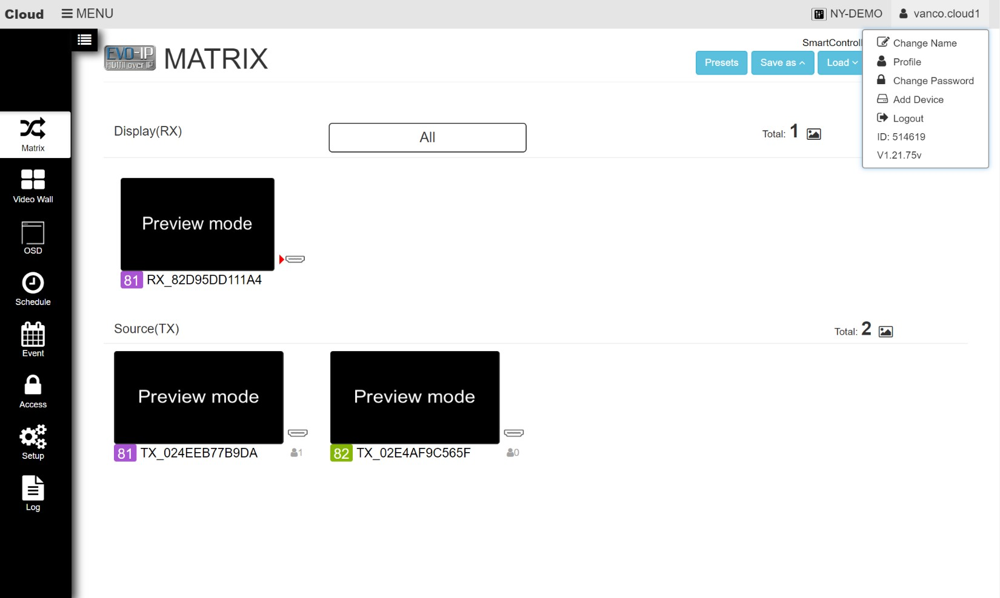 Cloud MENU NY-DEMO vanco.cloud1
EVO-IP
HDMI over IP
MATRIX
SmartControll
Presets Save as Load
Change Name
Profile
Change Password
Add Device
Logout
ID: 514619
V1.21.75v
Matrix
Video Wall
OSD
Schedule
Event
Access
Setup
Log
Display(RX) All Total: 1
Preview mode
81 RX_82D95DD111A4
Source(TX) Total: 2
Preview mode Preview mode
81 TX_024EEB77B9DA 1 82 TX_02E4AF9C565F 0